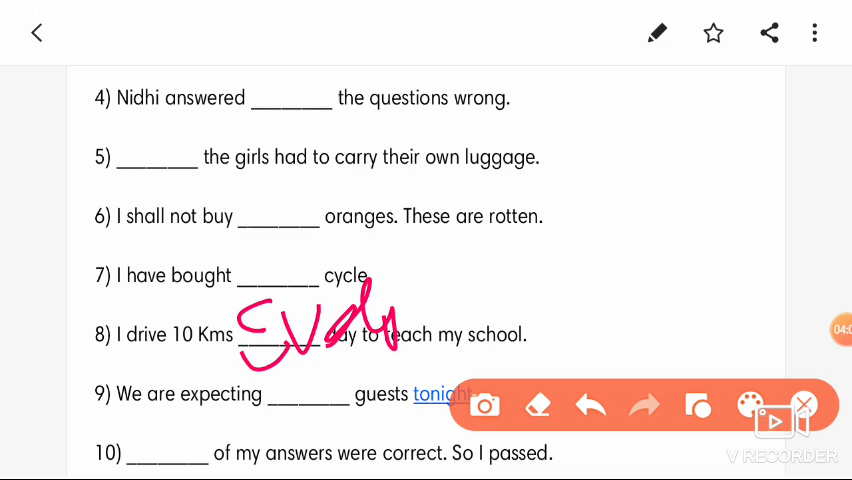 4) Nidhi answered ________ the questions wrong.
5) ________ the girls had to carry their own luggage.
6) I shall not buy ________ oranges. These are rotten.
7) I have bought ________ cycle.
8) I drive 10 Kms ________ day to reach my school.
9) We are expecting ________ guests tonight
10) ________ of my answers were correct. So I passed.
04:0
V RECORDER